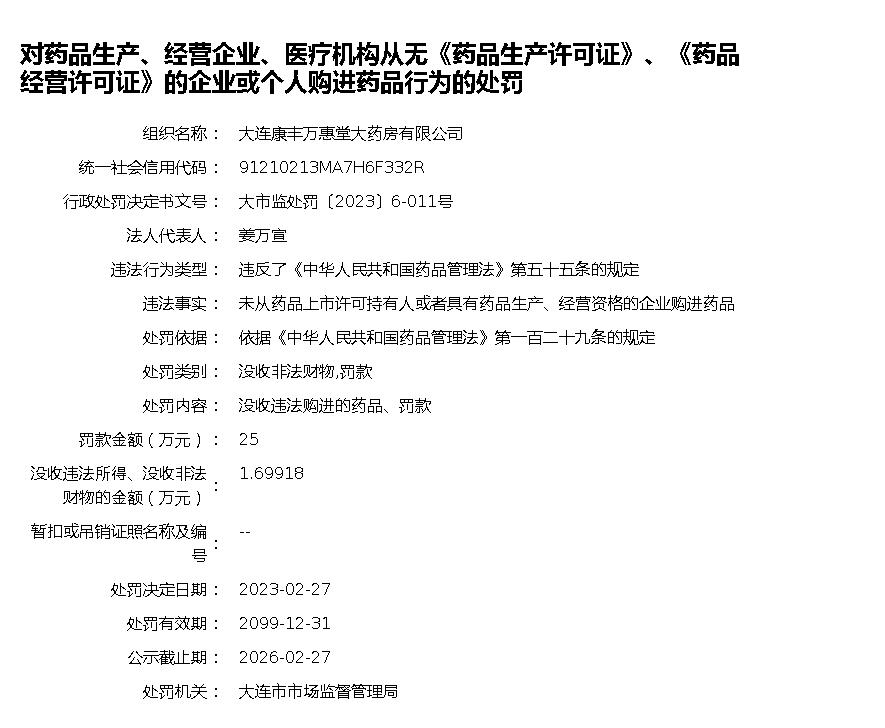 对药品生产、经营企业、医疗机构从无《药品生产许可证》、《药品
经营许可证》的企业或个人购进药品行为的处罚
组织名称： 大连康丰万惠堂大药房有限公司
统一社会信用代码： 91210213MA7H6F332R
行政处罚决定书文号： 大市监处罚〔2023〕6-011号
法人代表人： 姜万宣
违法行为类型： 违反了《中华人民共和国药品管理法》第五十五条的规定
违法事实： 未从药品上市许可持有人或者具有药品生产、经营资格的企业购进药品
处罚依据： 依据《中华人民共和国药品管理法》第一百二十九条的规定
处罚类别： 没收非法财物,罚款
处罚内容： 没收违法购进的药品、罚款
罚款金额（万元）： 25
没收违法所得、没收非法 1.69918
财物的金额（万元）：
暂扣或吊销证照名称及编 --
号：
处罚决定日期： 2023-02-27
处罚有效期： 2099-12-31
公示截止期： 2026-02-27
处罚机关： 大连市市场监督管理局